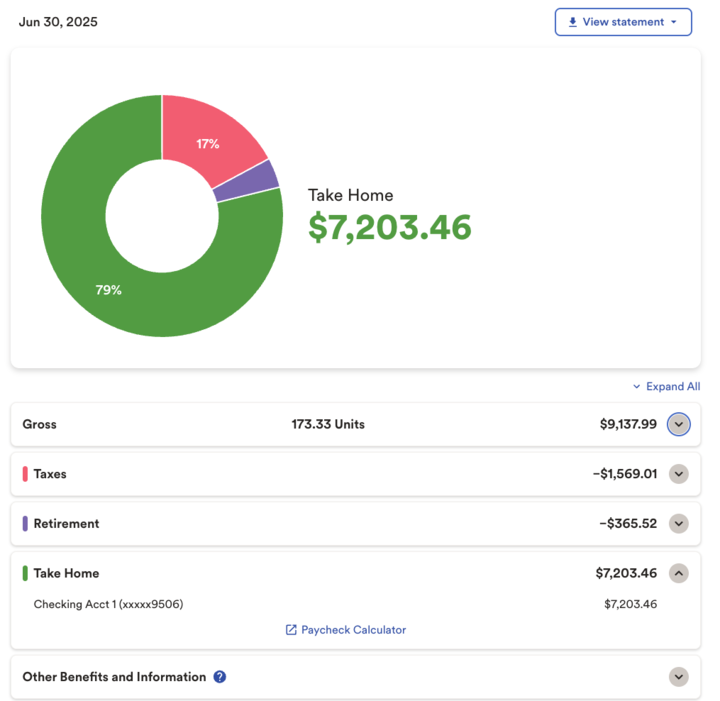 Jun 30, 2025
View statement
17%
79%
Take Home
$7,203.46
Expand All
Gross 173.33 Units $9,137.99
Taxes −$1,569.01
Retirement −$365.52
Take Home $7,203.46
Checking Acct 1 (xxxxx9506) $7,203.46
Paycheck Calculator
Other Benefits and Information ?